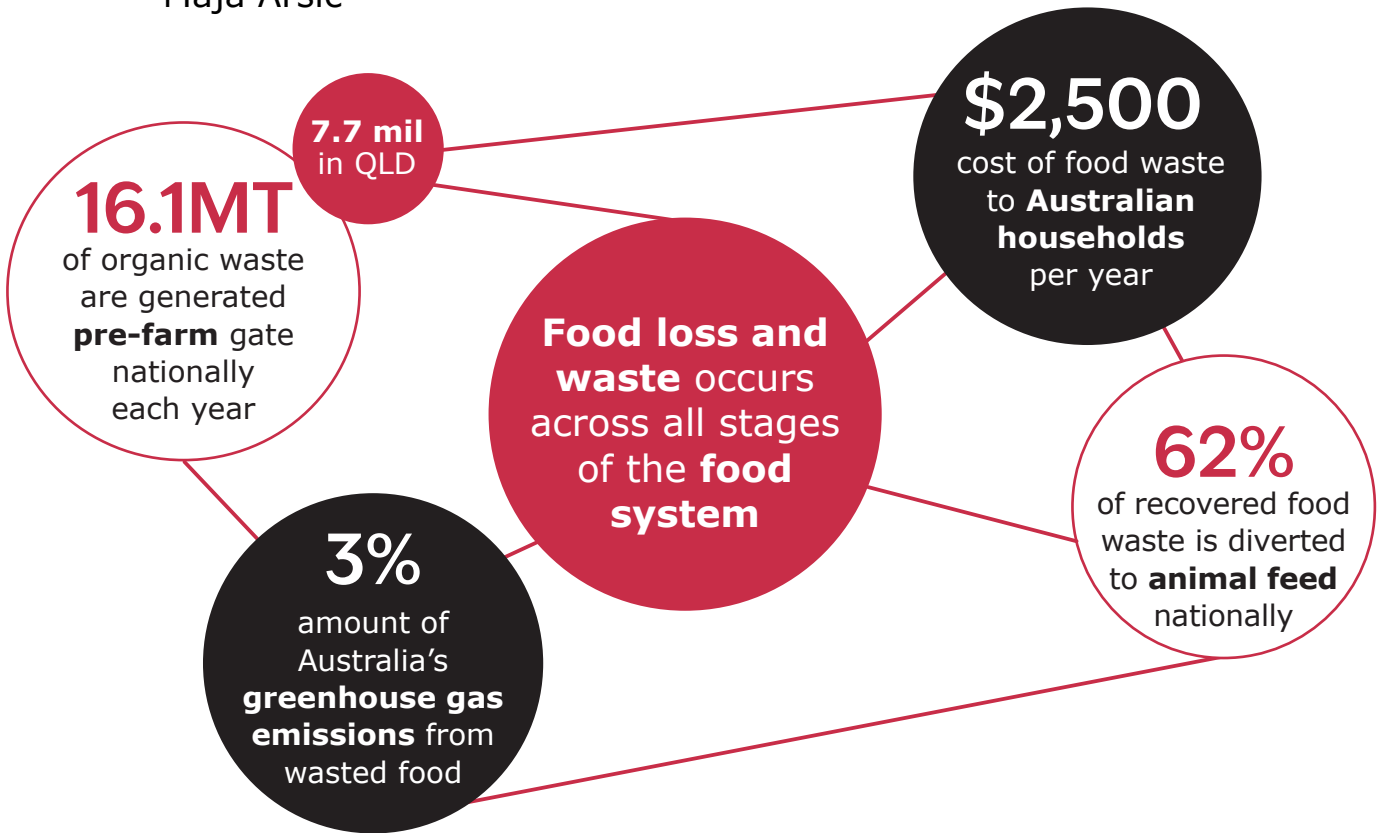 Maja Arsic
7.7 mil
in QLD
16.1MT
of organic waste
are generated
pre-farm gate
nationally
each year
$2,500
cost of food waste
to Australian
households
per year
Food loss and
waste occurs
across all stages
of the food
system
62%
of recovered food
waste is diverted
to animal feed
nationally
3%
amount of
Australia's
greenhouse gas
emissions from
wasted food